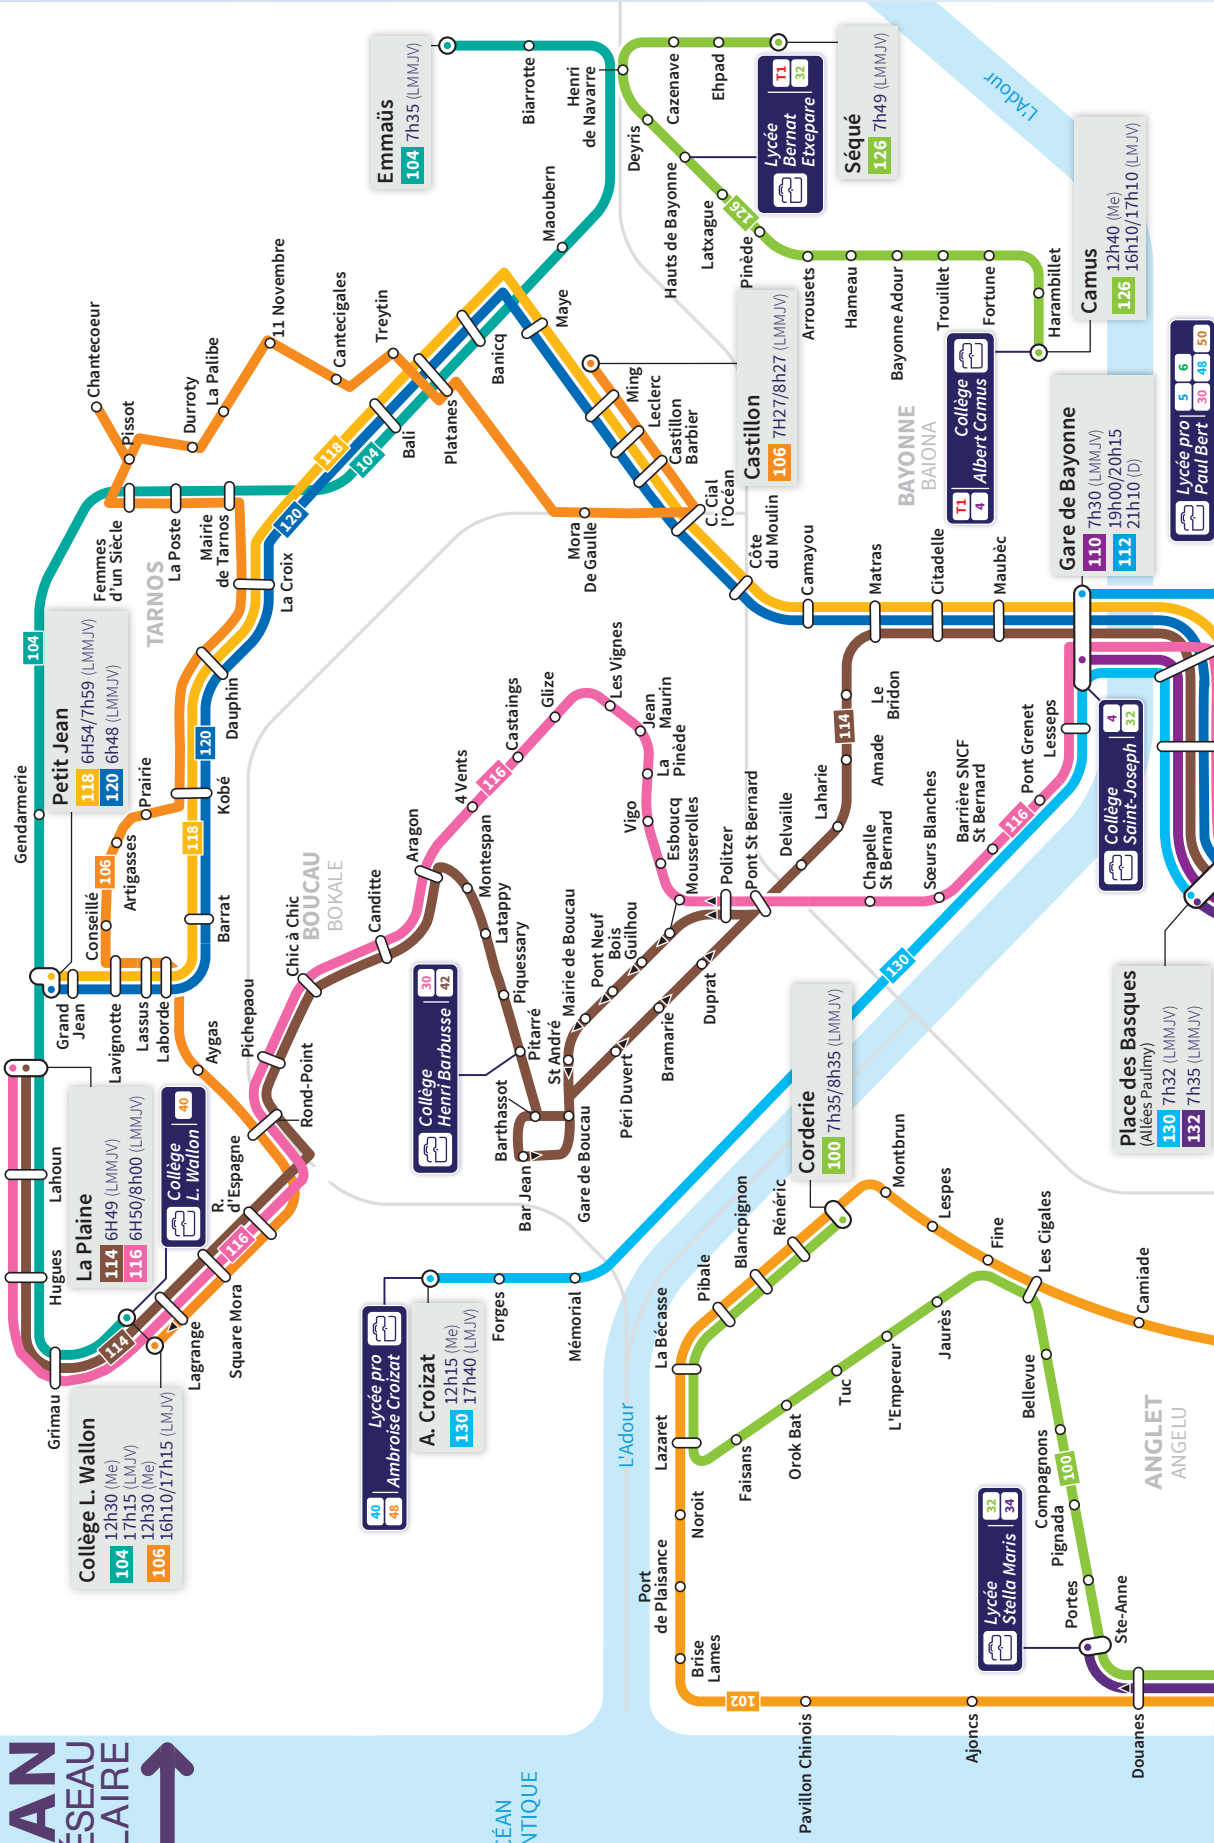 AN
ÉSEAU
LAIRE
CÉAN
NTIQUE
L'Adour
L'Adour
TARNOS
BOUCAU
BOKALE
BAYONNE
BAIONA
ANGLET
ANGELU
Collège L. Wallon
104 12h30 (Me)
17h15 (LMJV)
106 12h30 (Me)
16h10/17h15 (LMJV)
La Plaine
114 6H49 (LMMJV)
116 6H50/8h00 (LMMJV)
Petit Jean
118 6H54/7h59 (LMMJV)
120 6h48 (LMMJV)
Emmaüs
104 7h35 (LMMJV)
Séqué
126 7h49 (LMMJV)
Castillon
106 7H27/8h27 (LMMJV)
Camus
126 12h40 (Me)
16h10/17h10 (LMJV)
Gare de Bayonne
110 7h30 (LMMJV)
112 19h00/20h15
21h10 (D)
Place des Basques
(Allées Paulmy)
130 7h32 (LMMJV)
132 7h35 (LMMJV)
Corderie
100 7h35/8h35 (LMMJV)
A. Croizat
130 12h15 (Me)
17h40 (LMJV)
Collège
L. Wallon
40
Collège
Henri Barbusse
30
42
40
48
Lycée pro
Ambroise Croizat
Lycée
Stella Maris
32
34
Lycée
Bernat
Etxepare
T1
32
T1
4
Collège
Albert Camus
Collège
Saint-Joseph
4
32
Lycée pro
Paul Bert
5 6
30 48 50
Grimau
Hugues
Lahoun
Gendarmerie
Lagrange
Square Mora
R.
d'Espagne
Rond-Point
Pichepaou
Chic à Chic
Canditte
Aragon
4 Vents
Castaings
Glize
Les Vignes
Jean
Maurin
La
Pinède
Vigo
Esboucq
Mousserolles
Politzer
Pont St Bernard
Chapelle
St Bernard
Sœurs Blanches
Barrière SNCF
St Bernard
Pont Grenet
Lesseps
Grand
Jean
Lavignotte
Lassus
Laborde
Aygas
Conseillé
Artigasses
Prairie
Barrat
Kobé
Dauphin
La Croix
Mairie
de Tarnos
La Poste
Femmes
d'un Siècle
Pissot
Chantecoeur
Durroty
La Palibe
11 Novembre
Cantecigales
Treytin
Platanes
Bali
Banicq
Maye
Maoubern
Biarrotte
Henri
de Navarre
Mora
De Gaulle
Ming
Leclerc
Castillon
Barbier
C. Cial
l'Océan
Côte
du Moulin
Camayou
Matras
Citadelle
Maubèc
Le
Bridon
Amade
Laharie
Delvaille
Montespan
Latappy
Piquessary
Pitarré
Barthassot
Bar Jean
Gare de Boucau
St André
Mairie de Boucau
Pont Neuf
Bois
Guilhou
Péri Duvert
Bramarie
Duprat
Cazenave
Ehpad
Deyris
Hauts de Bayonne
Latxague
Pinède
Arrousets
Hameau
Bayonne Adour
Trouillet
Fortune
Harambillet
Forges
Mémorial
La Bécasse
Pibale
Blancpignon
Rénéric
Montbrun
Lespes
Fine
Les Cigales
Camiade
Lazaret
Noroit
Port
de Plaisance
Brise
Lames
Pavillon Chinois
Ajoncs
Douanes
Faisans
Orok Bat
Tuc
L'Empereur
Jaurès
Bellevue
Compagnons
Pignada
Portes
Ste-Anne
104
104
106
114
114
116
116
116
118
118
120
120
126
130
100
102